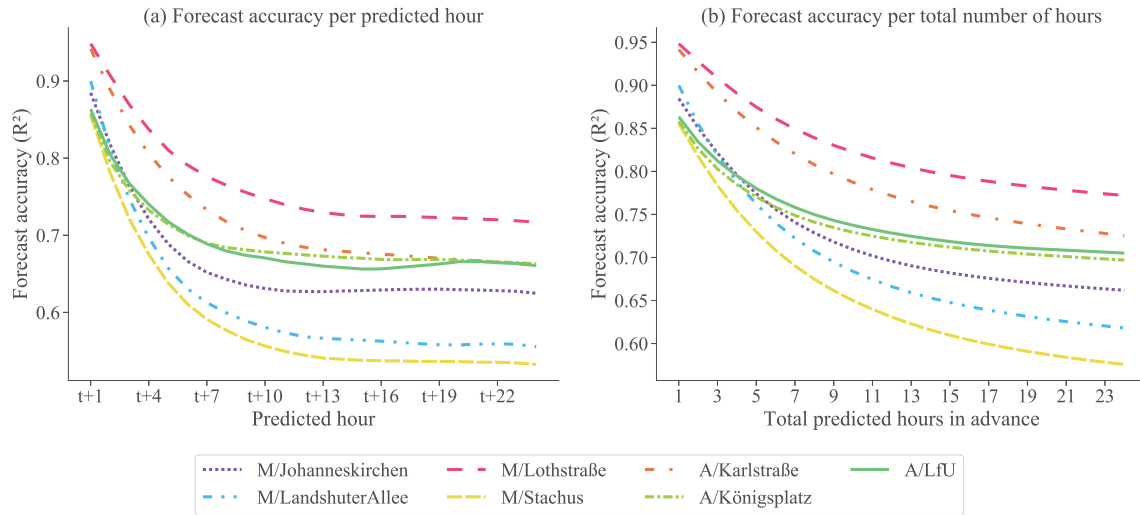 (a) Forecast accuracy per predicted hour
0.9
0.8
0.7
0.6
Forecast accuracy (R²)
t+1 t+4 t+7 t+10 t+13 t+16 t+19 t+22
Predicted hour
(b) Forecast accuracy per total number of hours
0.95
0.90
0.85
0.80
0.75
0.70
0.65
0.60
Forecast accuracy (R²)
1 3 5 7 9 11 13 15 17 19 21 23
Total predicted hours in advance
M/Johanneskirchen M/Lothstraße A/Karlstraße A/LfU
M/LandshuterAllee M/Stachus A/Königsplatz